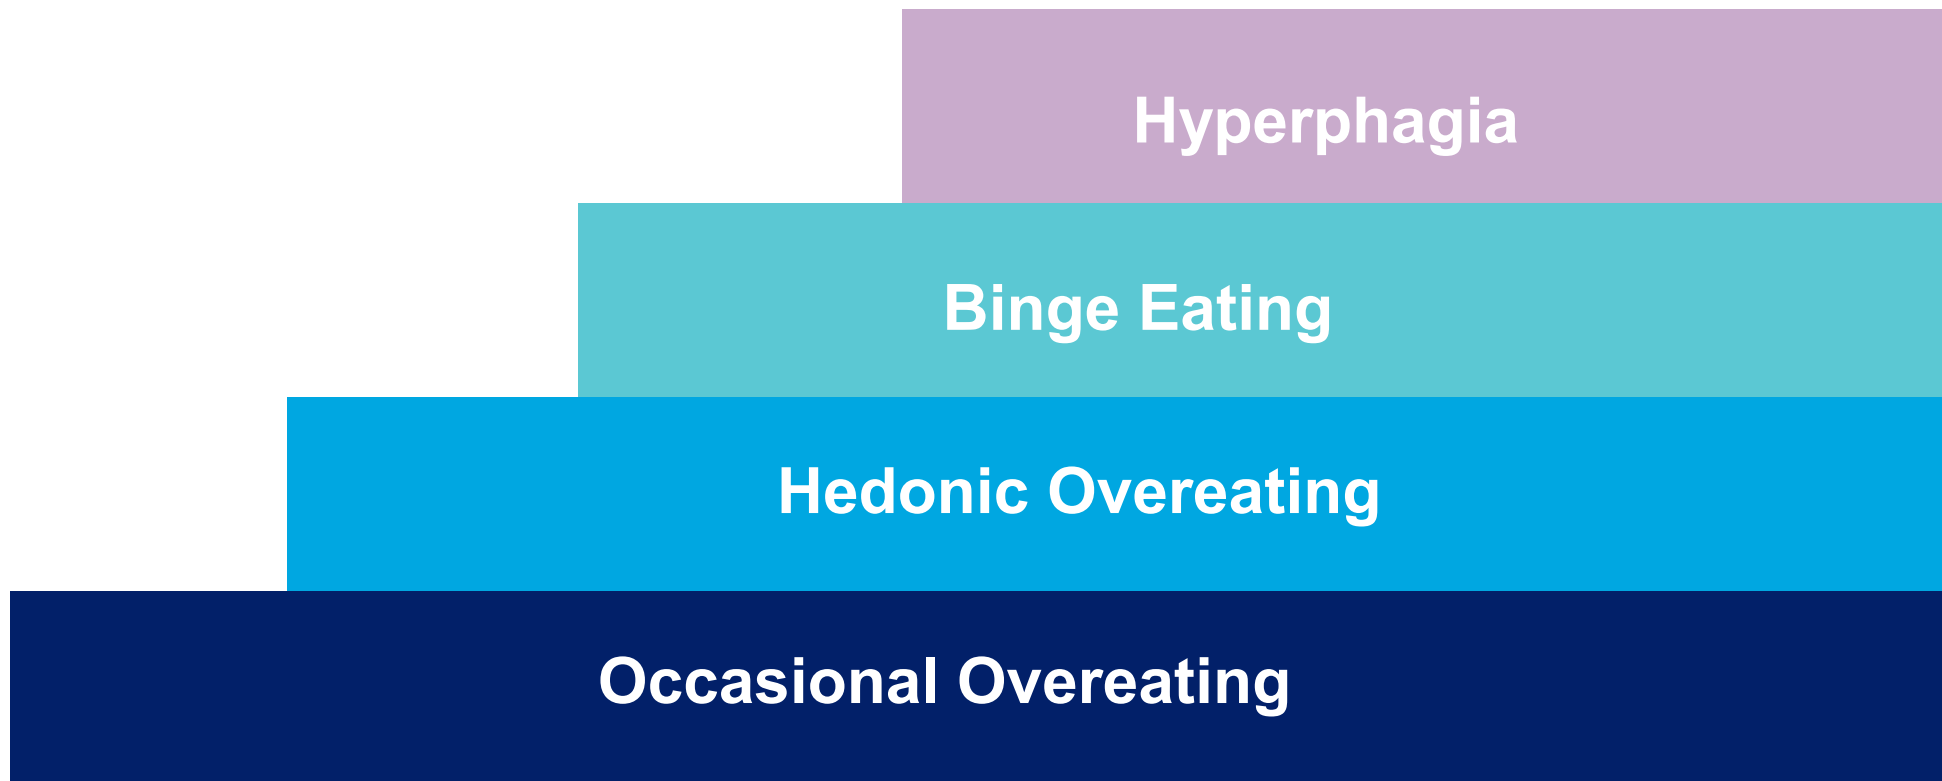 Hyperphagia
Binge Eating
Hedonic Overeating
Occasional Overeating